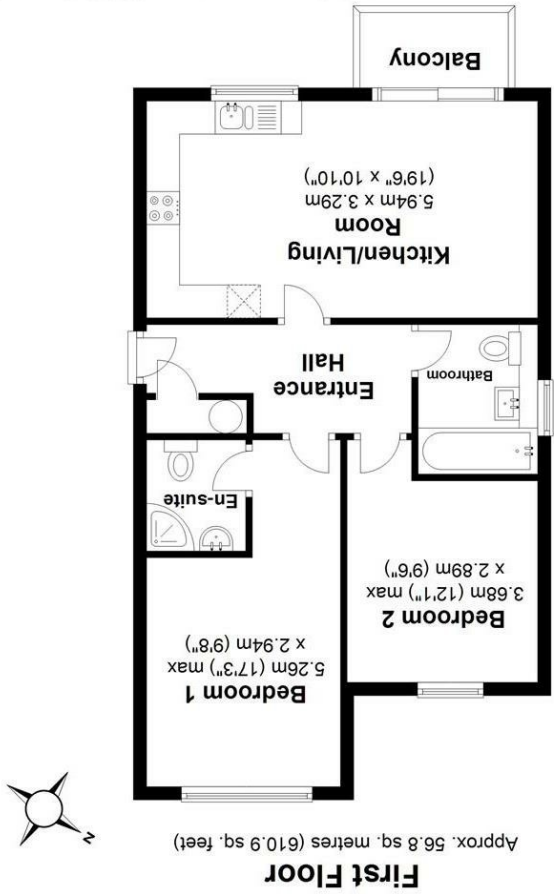 First Floor
Approx. 56.8 sq. metres (610.9 sq. feet)
N
Bedroom 1
5.26m (17'3") max
x 2.94m (9'8")
Bedroom 2
3.68m (12'1") max
x 2.89m (9'6")
En-suite
Bathroom
Entrance
Hall
Kitchen/Living
Room
5.94m x 3.29m
(19'6" x 10'10")
Balcony